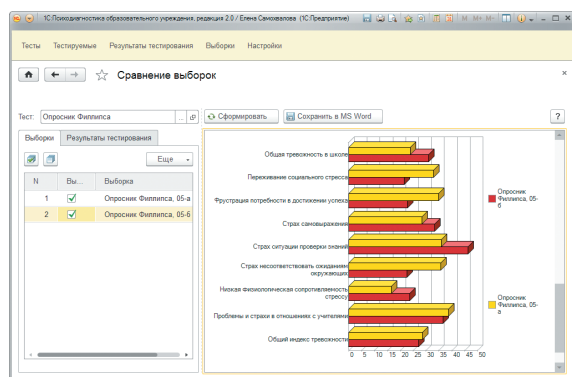 1С:Психодиагностика образовательного учреждения, редакция 2.0 / Елена Самохвалова (1С:Предприятие)
M M+ M-
Тесты Тестируемые Результаты тестирования Выборки Настройки
Сравнение выборок
Тест: Опросник Филлипса
Сформировать Сохранить в MS Word ?
Выборки Результаты тестирования
Еще
N Вы... Выборка
1 Опросник Филлипса, 05-а
2 Опросник Филлипса, 05-б
Общая тревожность в школе
Переживание социального стресса
Фрустрация потребности в достижении успеха
Страх самовыражения
Страх ситуации проверки знаний
Страх несоответствовать ожиданиям
окружающих
Низкая физиологическая сопротивляемость
стрессу
Проблемы и страхи в отношениях с учителями
Общий индекс тревожности
0 5 10 15 20 25 30 35 40 45 50
Опросник
Филлипса, 05-
б
Опросник
Филлипса, 05-
а